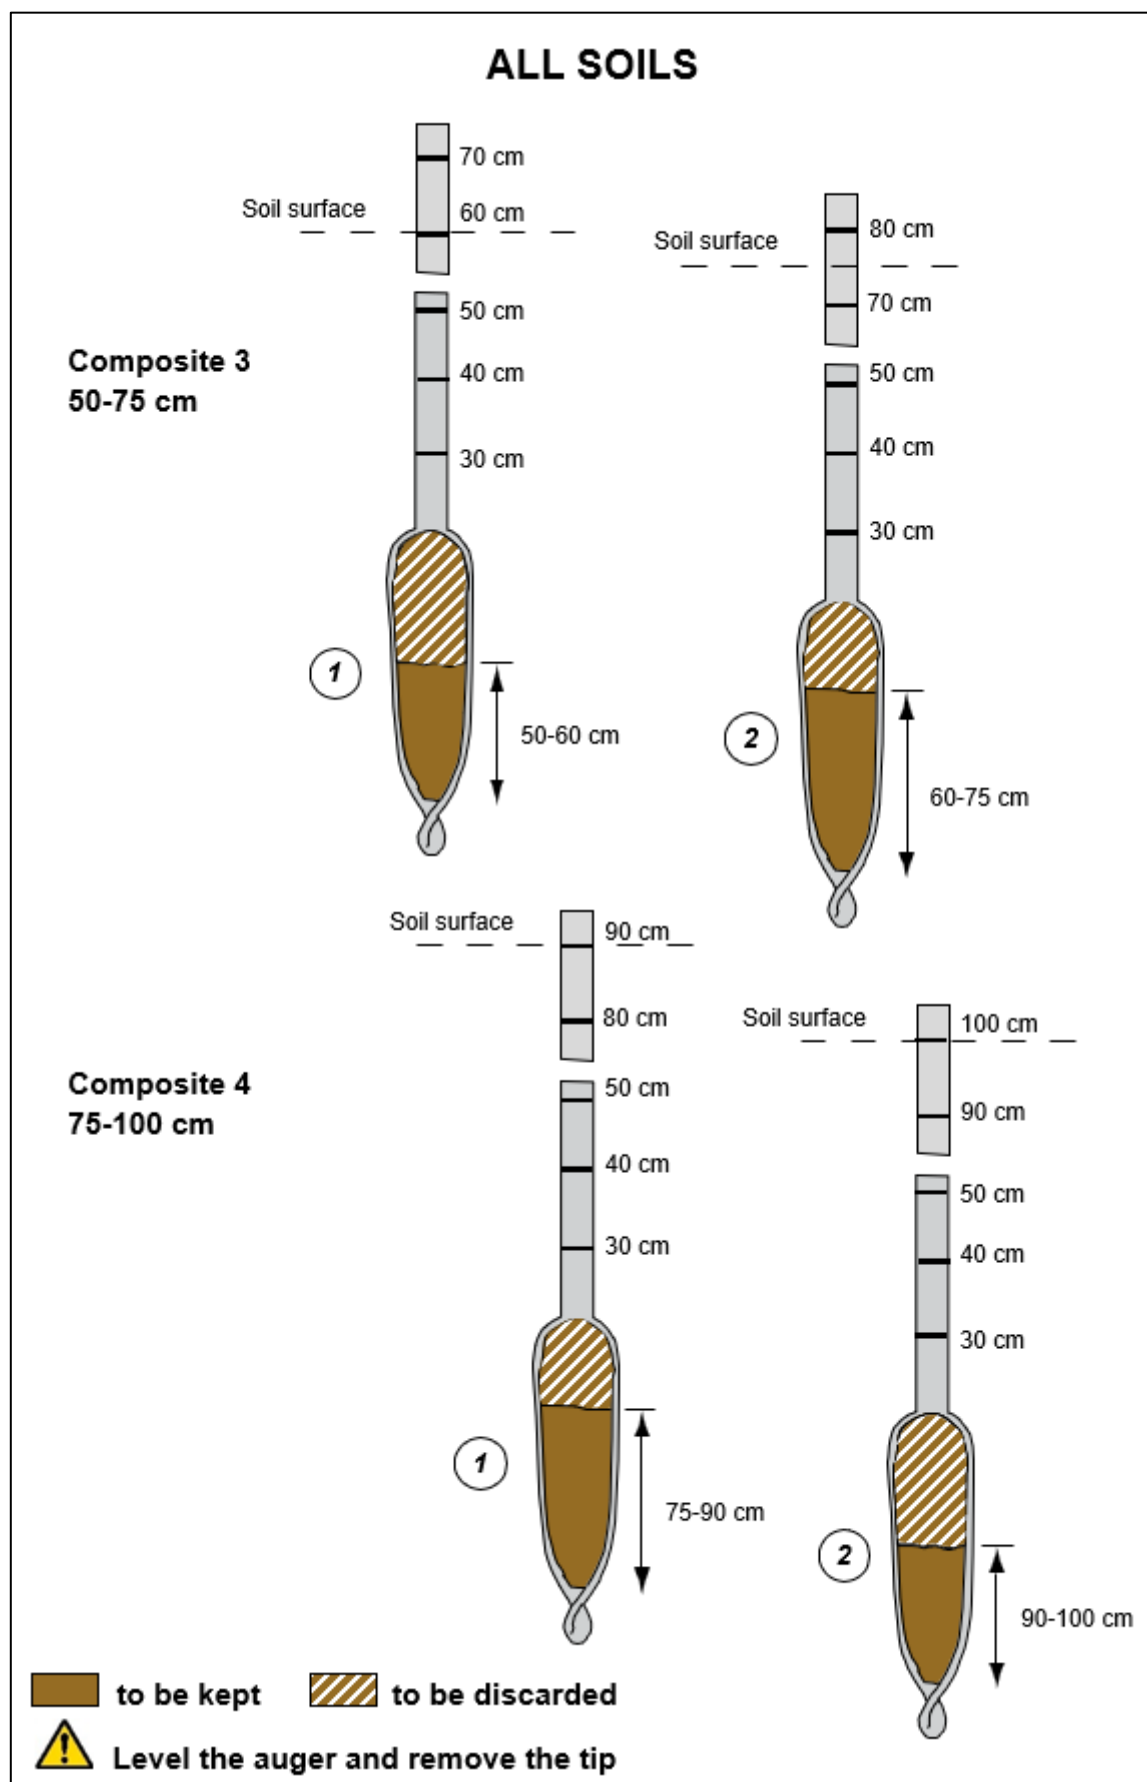 ALL SOILS
70 cm
Soil surface
60 cm
50 cm
40 cm
30 cm
Composite 3
50-75 cm
1
50-60 cm
Soil surface
80 cm
70 cm
50 cm
40 cm
30 cm
2
60-75 cm
Soil surface
90 cm
80 cm
50 cm
40 cm
30 cm
Composite 4
75-100 cm
1
75-90 cm
Soil surface
100 cm
90 cm
50 cm
40 cm
30 cm
2
90-100 cm
to be kept
to be discarded
! Level the auger and remove the tip